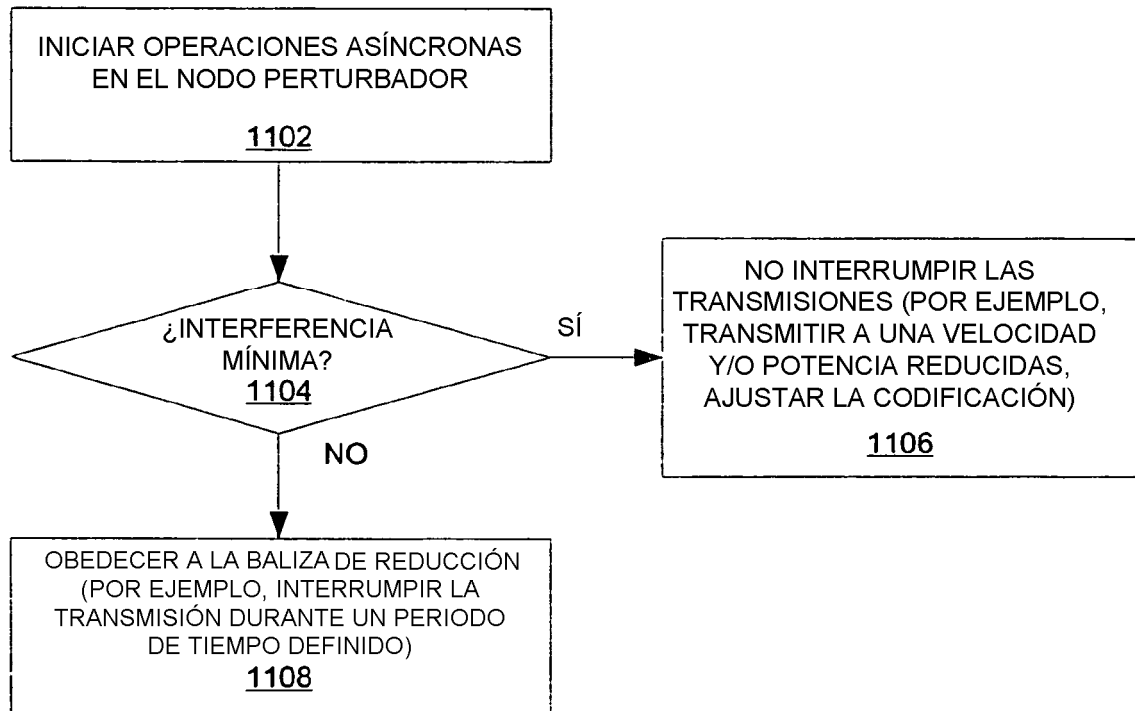 INICIAR OPERACIONES ASÍNCRONAS
EN EL NODO PERTURBADOR
1102
¿INTERFERENCIA
MÍNIMA?
1104
SÍ
NO INTERRUMPIR LAS
TRANSMISIONES (POR EJEMPLO,
TRANSMITIR A UNA VELOCIDAD
Y/O POTENCIA REDUCIDAS,
AJUSTAR LA CODIFICACIÓN)
1106
NO
OBEDECER A LA BALIZA DE REDUCCIÓN
(POR EJEMPLO, INTERRUMPIR LA
TRANSMISIÓN DURANTE UN PERIODO
DE TIEMPO DEFINIDO)
1108